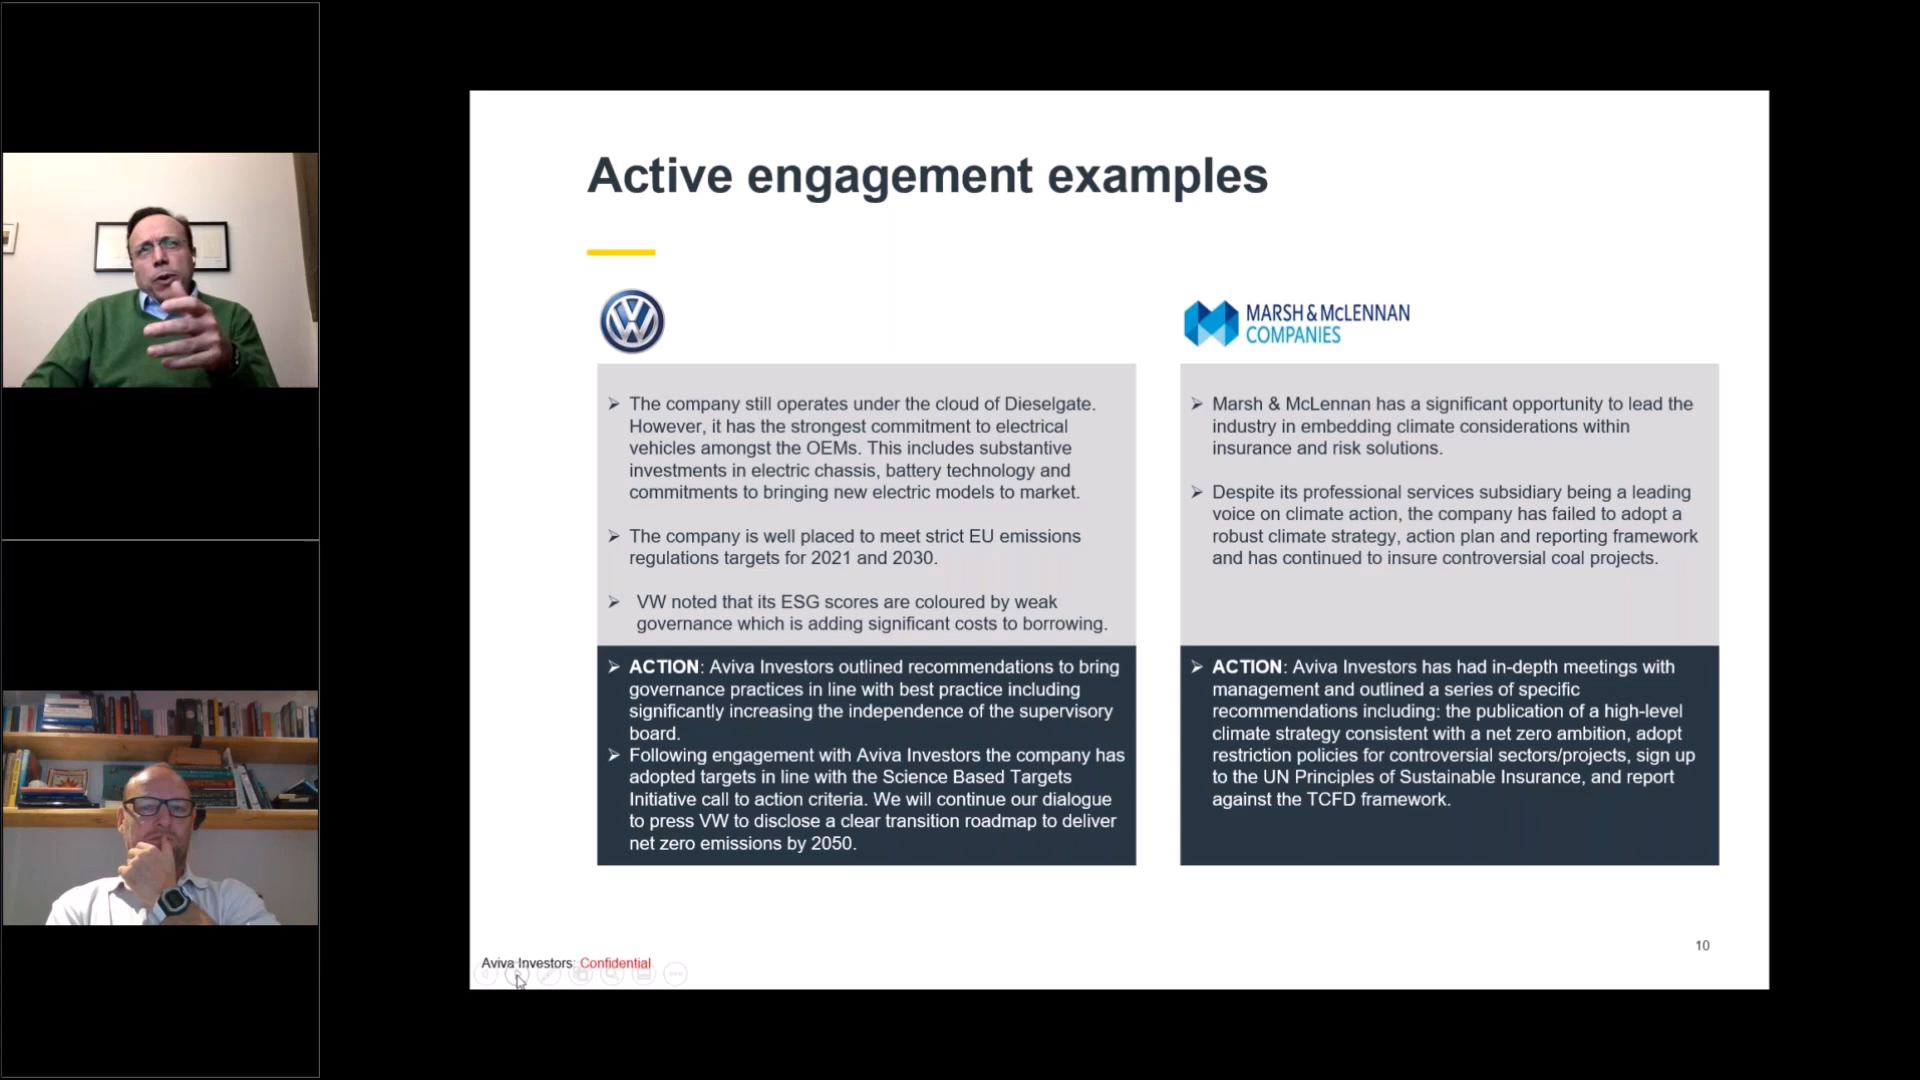 Active engagement examples
MARSH & McLENNAN
COMPANIES
➢ The company still operates under the cloud of Dieselgate.
However, it has the strongest commitment to electrical
vehicles amongst the OEMs. This includes substantive
investments in electric chassis, battery technology and
commitments to bringing new electric models to market.
➢ The company is well placed to meet strict EU emissions
regulations targets for 2021 and 2030.
➢ VW noted that its ESG scores are coloured by weak
governance which is adding significant costs to borrowing.
➢ ACTION: Aviva Investors outlined recommendations to bring
governance practices in line with best practice including
significantly increasing the independence of the supervisory
board.
➢ Following engagement with Aviva Investors the company has
adopted targets in line with the Science Based Targets
Initiative call to action criteria. We will continue our dialogue
to press VW to disclose a clear transition roadmap to deliver
net zero emissions by 2050.
➢ Marsh & McLennan has a significant opportunity to lead the
industry in embedding climate considerations within
insurance and risk solutions.
➢ Despite its professional services subsidiary being a leading
voice on climate action, the company has failed to adopt a
robust climate strategy, action plan and reporting framework
and has continued to insure controversial coal projects.
➢ ACTION: Aviva Investors has had in-depth meetings with
management and outlined a series of specific
recommendations including: the publication of a high-level
climate strategy consistent with a net zero ambition, adopt
restriction policies for controversial sectors/projects, sign up
to the UN Principles of Sustainable Insurance, and report
against the TCFD framework.
Aviva Investors: Confidential
10